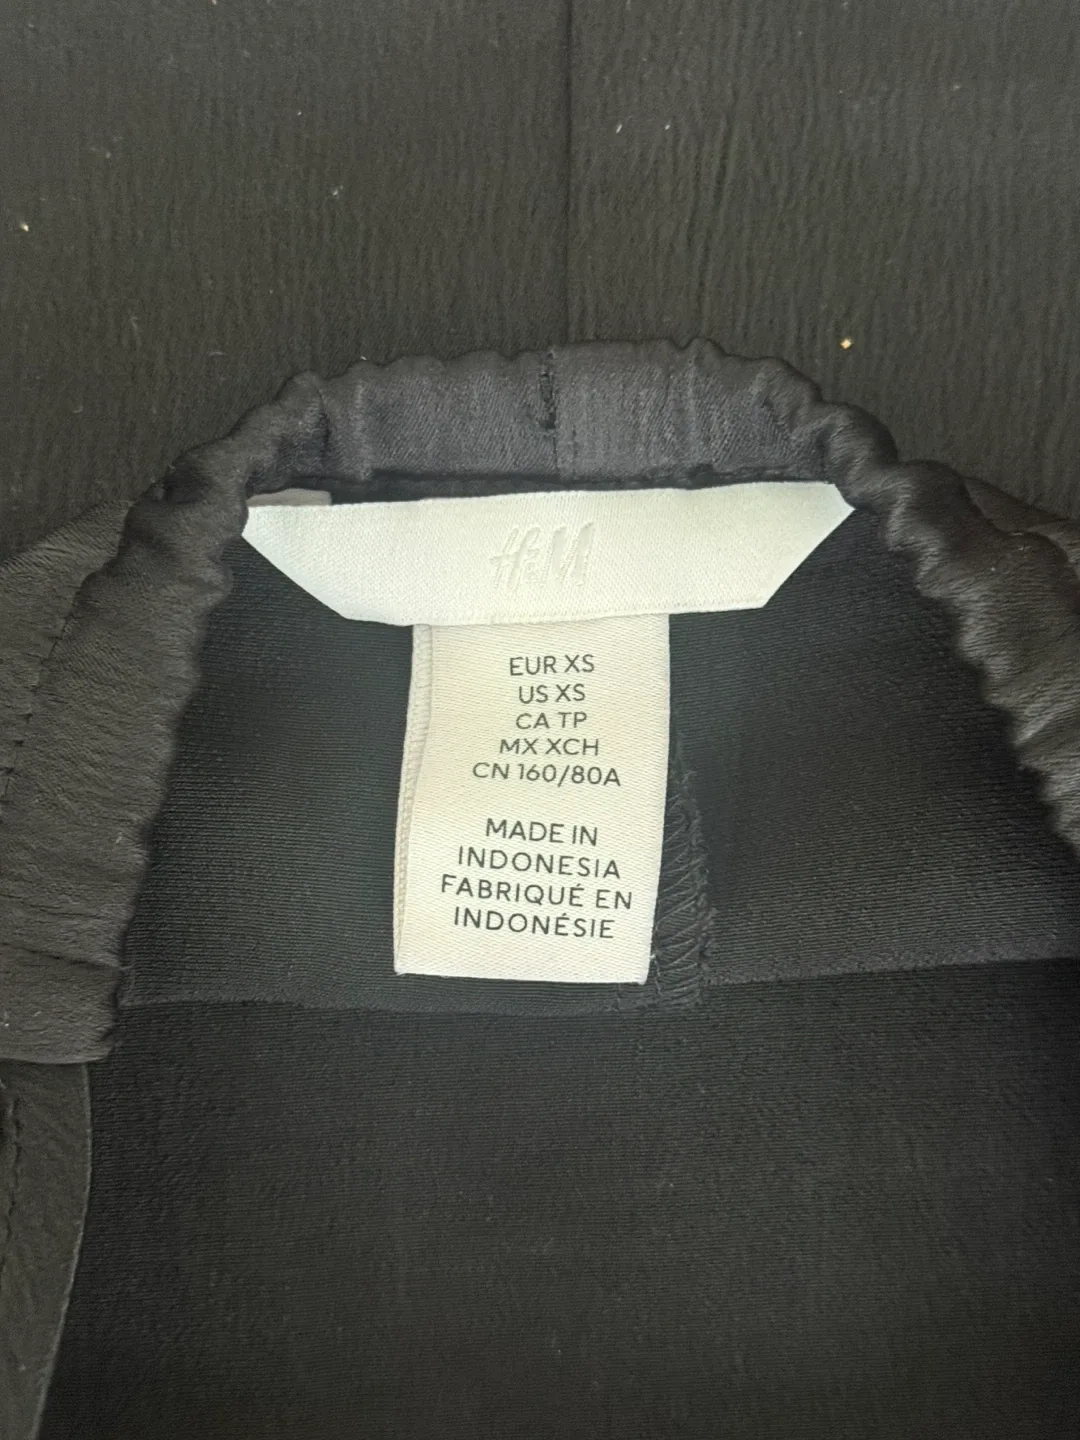 H&M
EUR XS
US XS
CA TP
MX XCH
CN 160/80A
MADE IN
INDONESIA
FABRIQUÉ EN
INDONÉSIE